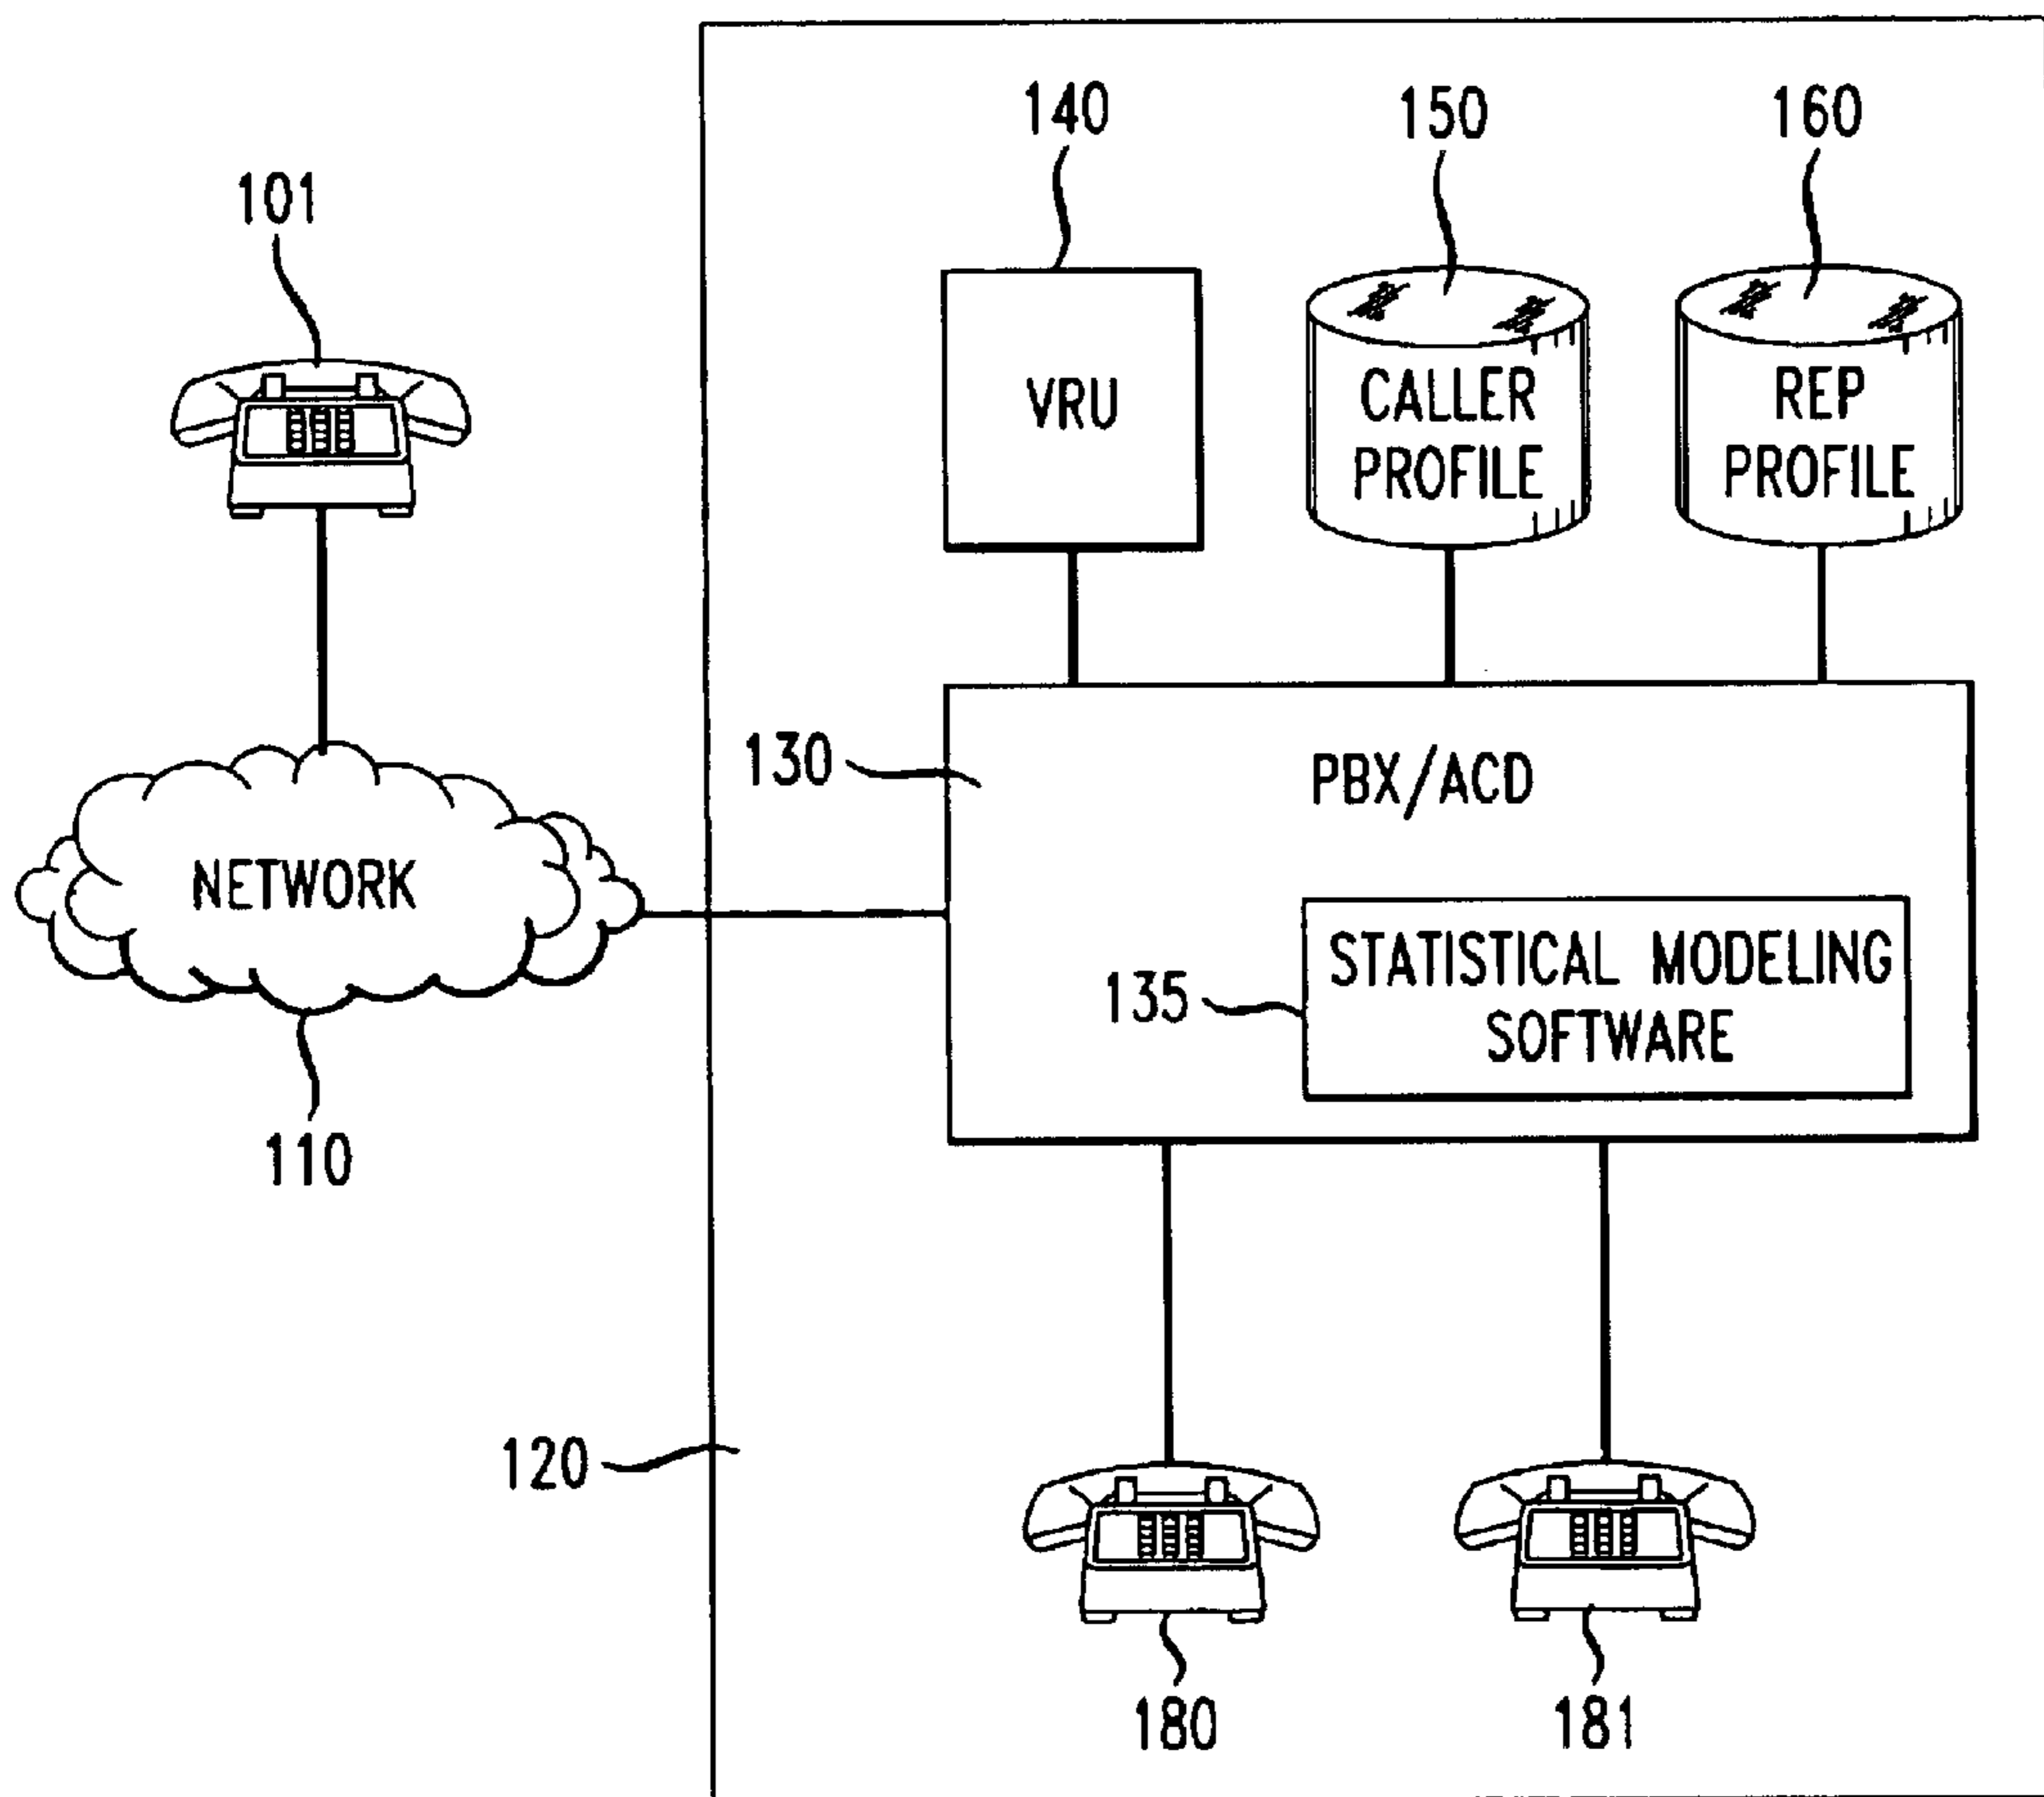 140
150
160
101
VRU
CALLER
PROFILE
REP
PROFILE
130
PBX/ACD
NETWORK
135
STATISTICAL MODELING
SOFTWARE
110
120
180
181